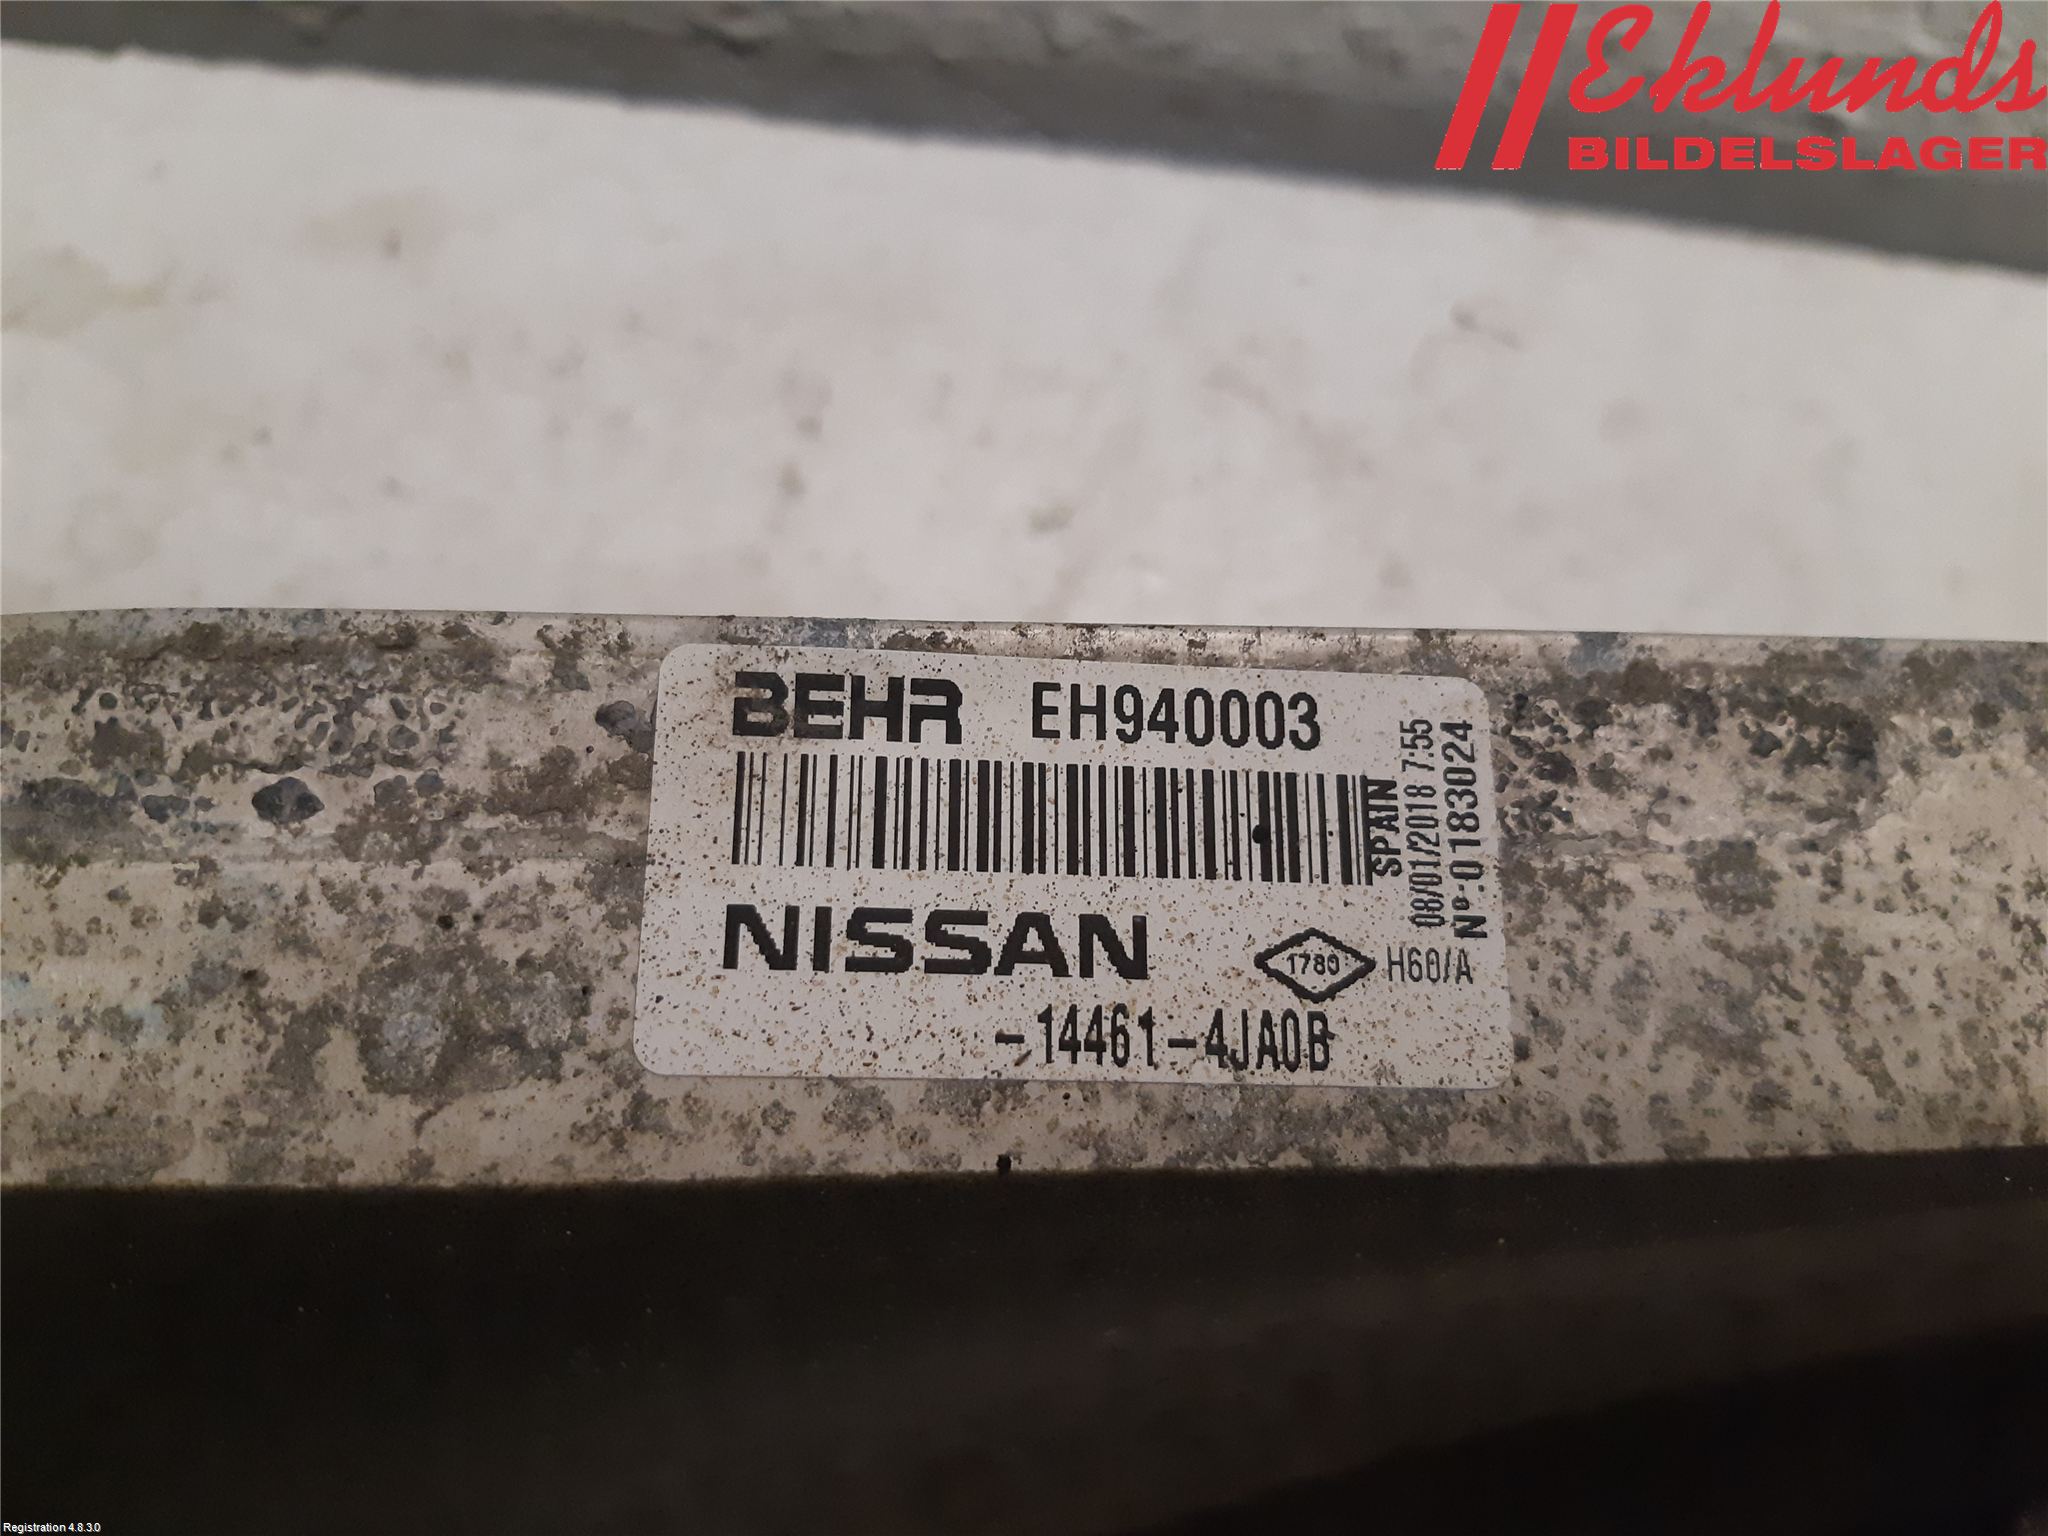 Eklunds
BILDELSLAGER
BEHR EH940003
SPAIN
08/01/2018 7:55
Nº:0183024
NISSAN
1780 H60/A
-14461-4JA0B
Registration 4.8.3.0